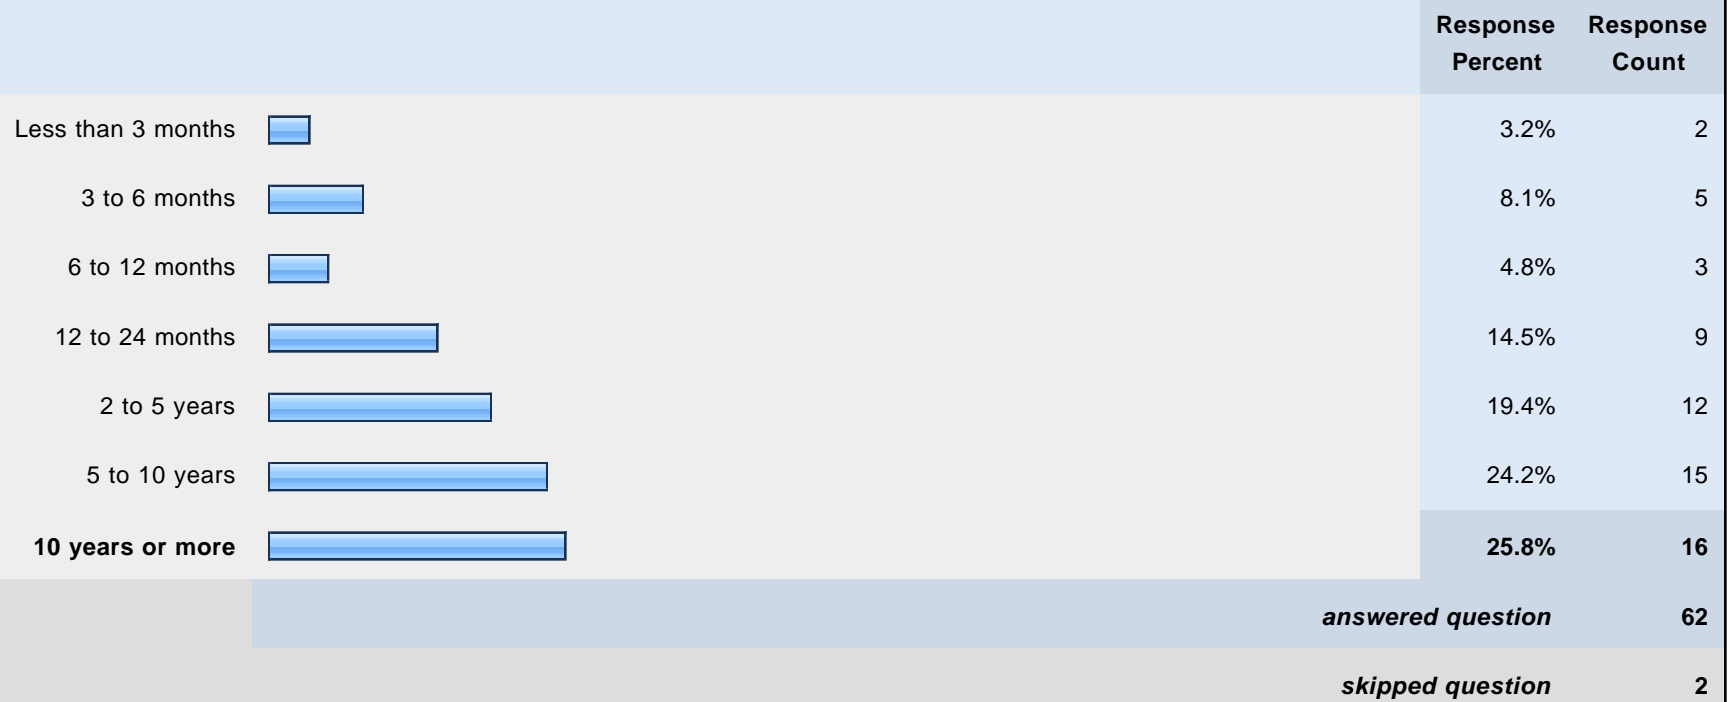 Response Response
Percent Count
Less than 3 months 3.2% 2
3 to 6 months 8.1% 5
6 to 12 months 4.8% 3
12 to 24 months 14.5% 9
2 to 5 years 19.4% 12
5 to 10 years 24.2% 15
10 years or more 25.8% 16
answered question 62
skipped question 2